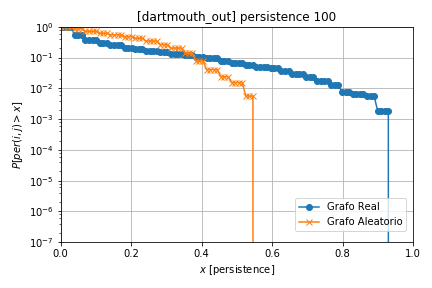 [dartmouth_out] persistence 100
P[per(i, j) > x]
10⁰
10⁻¹
10⁻²
10⁻³
10⁻⁴
10⁻⁵
10⁻⁶
10⁻⁷
Grafo Real
Grafo Aleatorio
0.0 0.2 0.4 0.6 0.8 1.0
x [persistence]